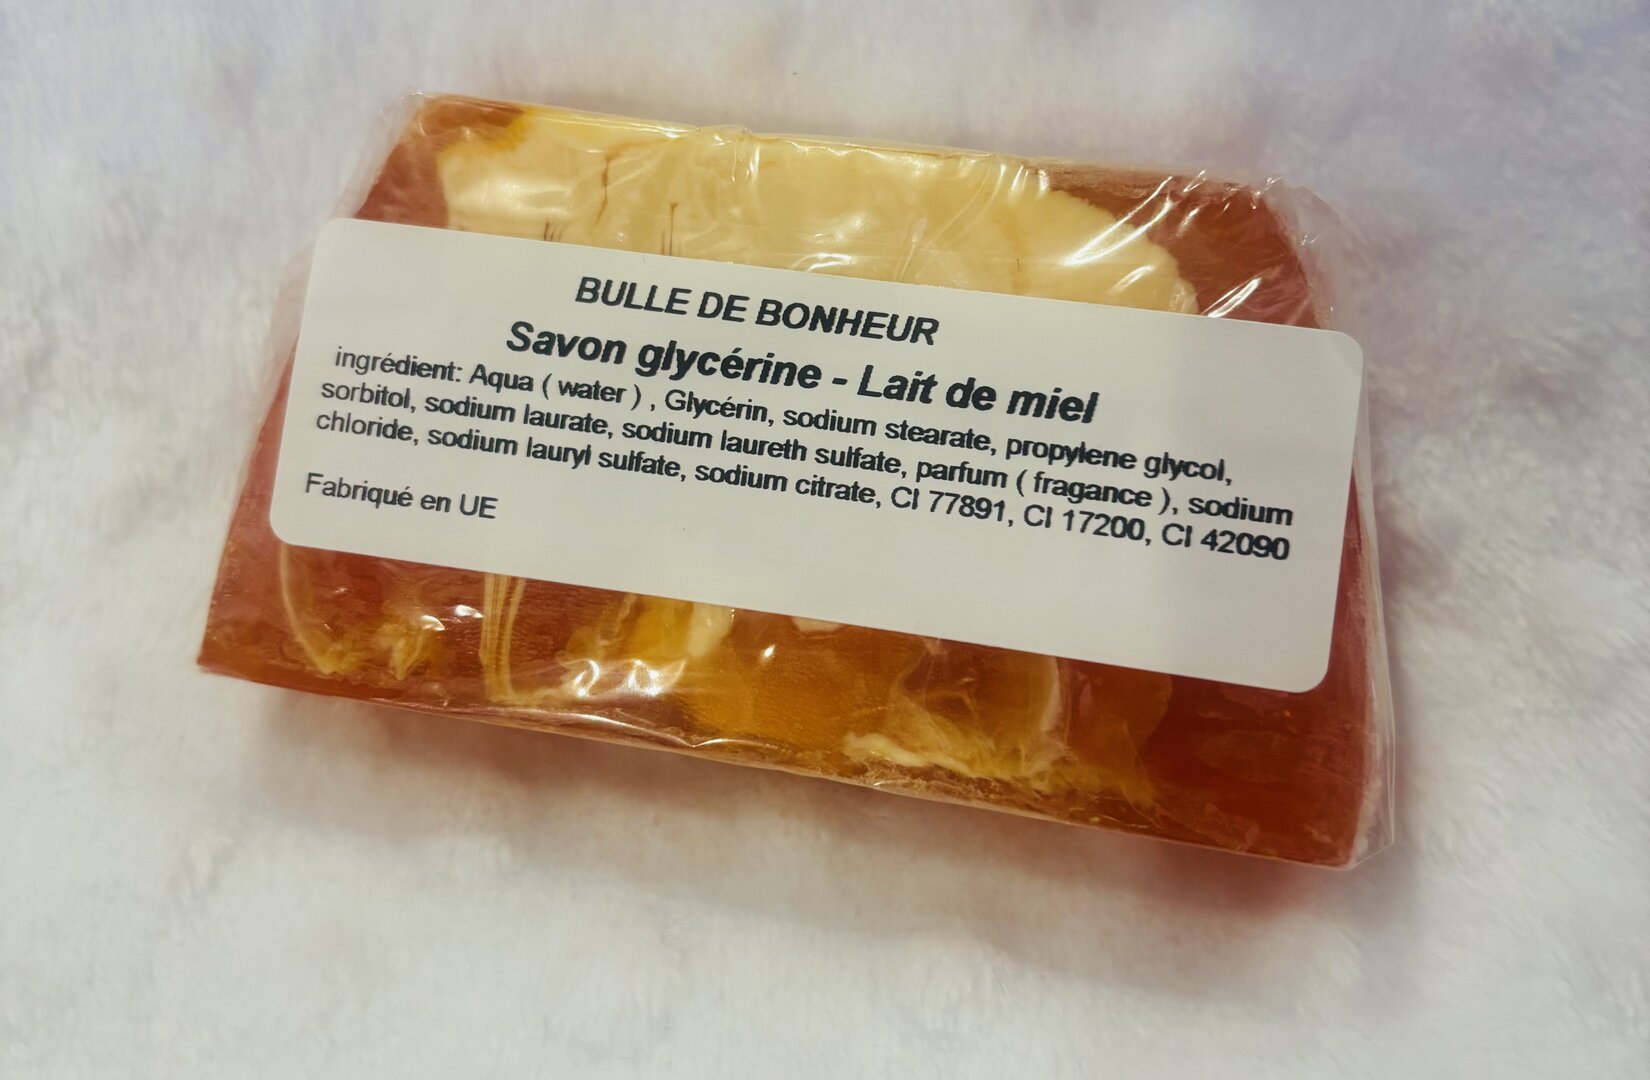 BULLE DE BONHEUR
Savon glycérine - Lait de miel
ingrédient: Aqua ( water ) , Glycérin, sodium stearate, propylene glycol,
sorbitol, sodium laurate, sodium laureth sulfate, parfum ( fragance ), sodium
chloride, sodium lauryl sulfate, sodium citrate, CI 77891, CI 17200, CI 42090
Fabriqué en UE